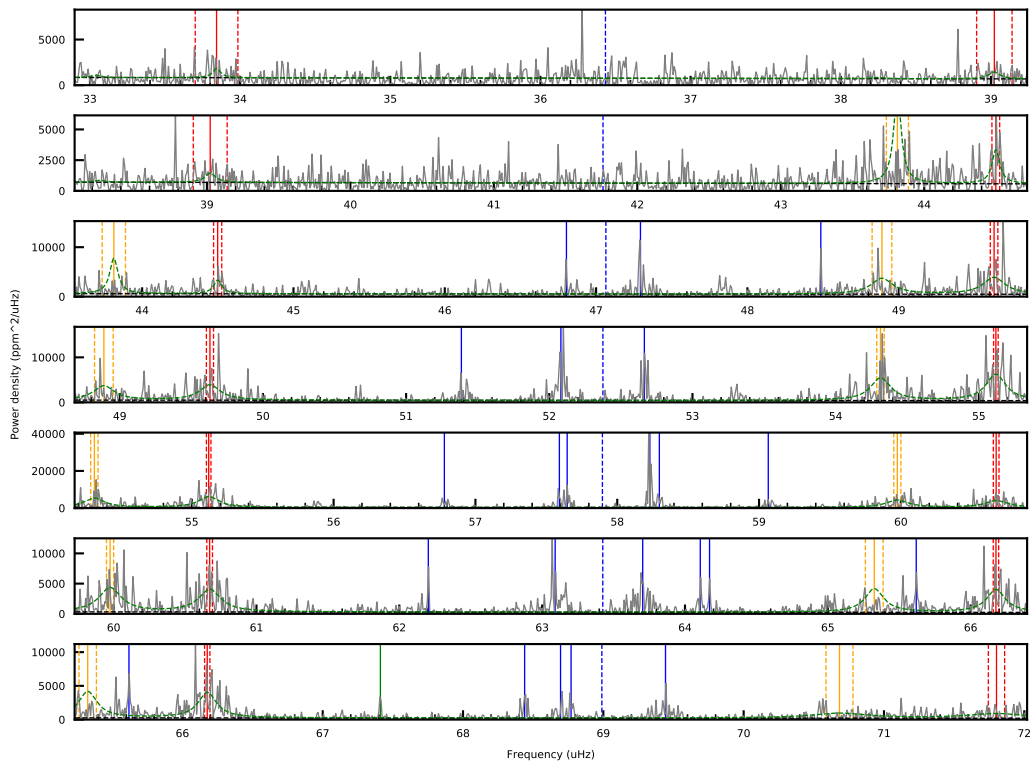 5000
0
33 34 35 36 37 38 39
5000
2500
0
39 40 41 42 43 44
10000
0
44 45 46 47 48 49
10000
0
49 50 51 52 53 54 55
40000
20000
0
55 56 57 58 59 60
10000
5000
0
60 61 62 63 64 65 66
10000
5000
0
66 67 68 69 70 71 72
Power density (ppm^2/uHz)
Frequency (uHz)